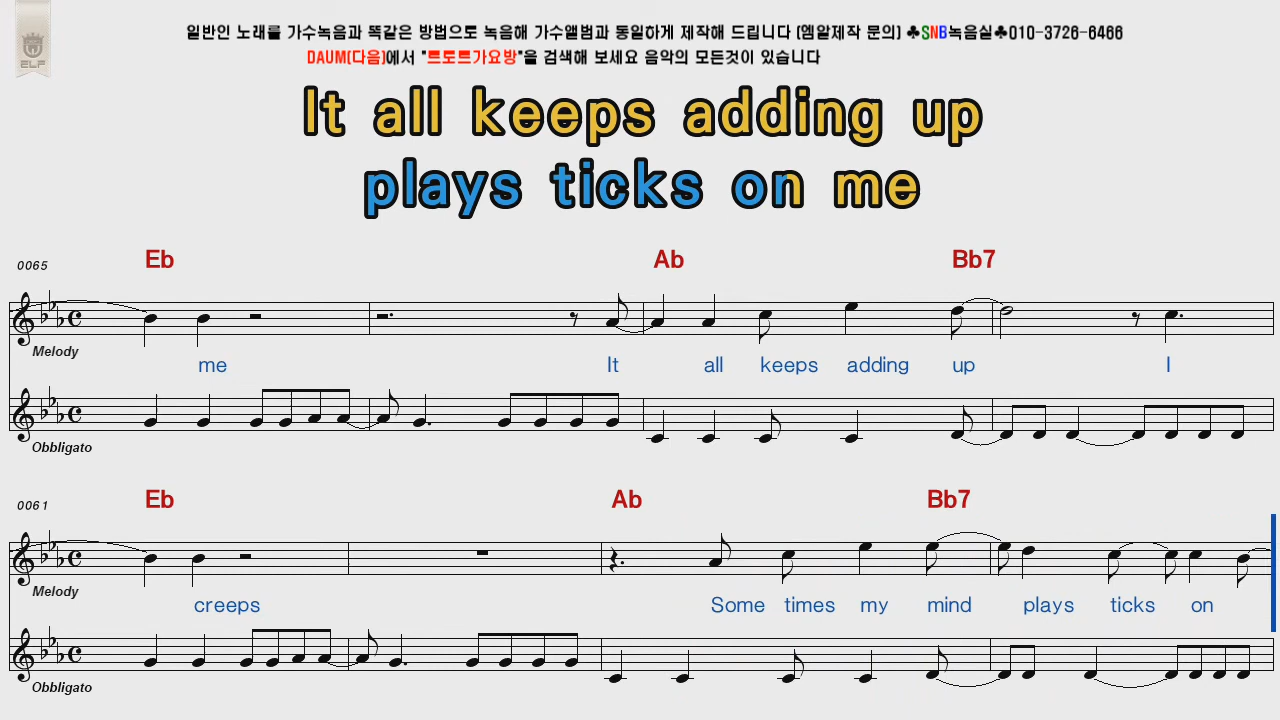 일반인 노래를 가수녹음과 똑같은 방법으로 녹음해 가수앨범과 동일하게 제작해 드립니다 (엠알제작 문의) ♣SNB녹음실♣010-3726-6466
DAUM(다음)에서 "트로트가요방"을 검색해 보세요 음악의 모든것이 있습니다
ELF
It all keeps adding up
plays ticks on me
0065 Eb Ab Bb7
Melody
me It all keeps adding up I
Obbligato
0061 Eb Ab Bb7
Melody
creeps Some times my mind plays ticks on
Obbligato